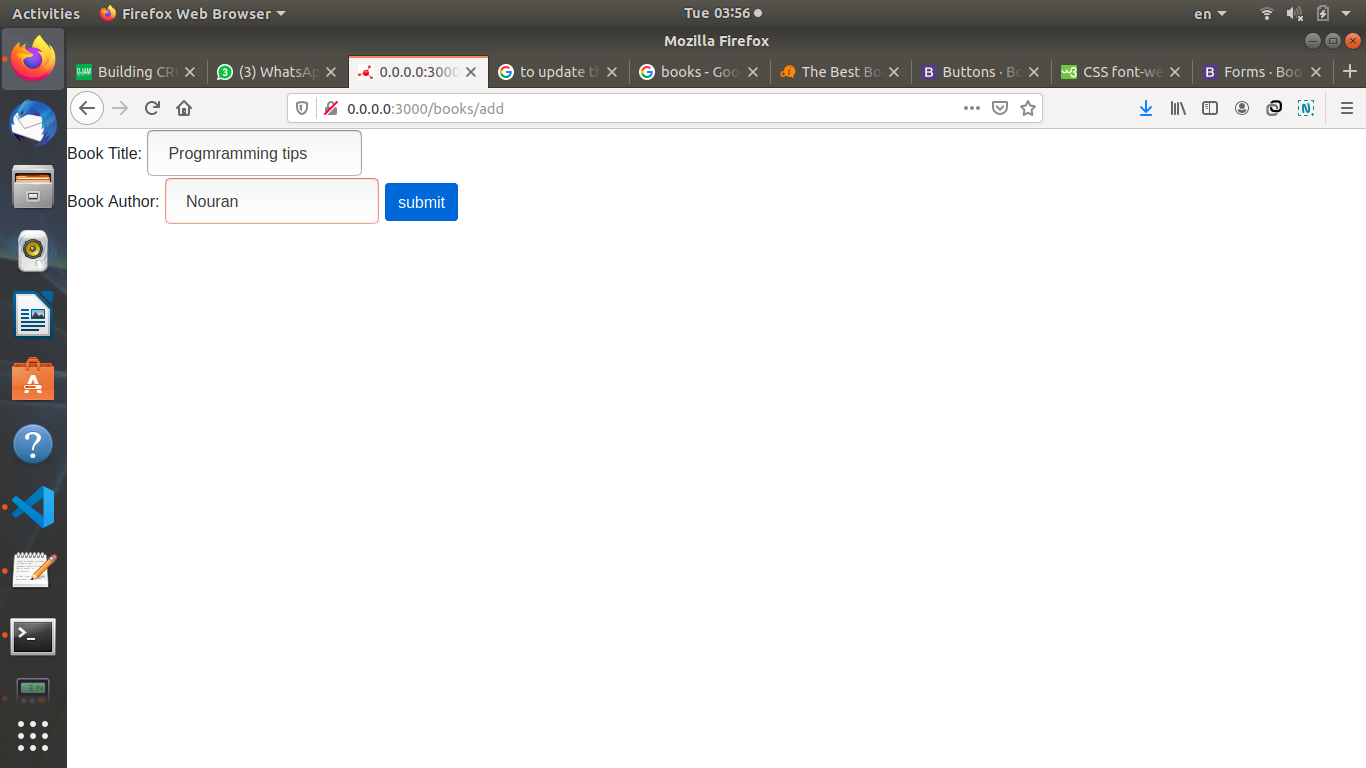 Activities Firefox Web Browser Tue 03:56 en
Mozilla Firefox
Building CR (3) WhatsAp 0.0.0.0:3000 to update th books - Goo The Best Bo Buttons · Bo CSS font-we Forms · Boo
0.0.0.0:3000/books/add
Book Title: Progmramming tips
Book Author: Nouran submit